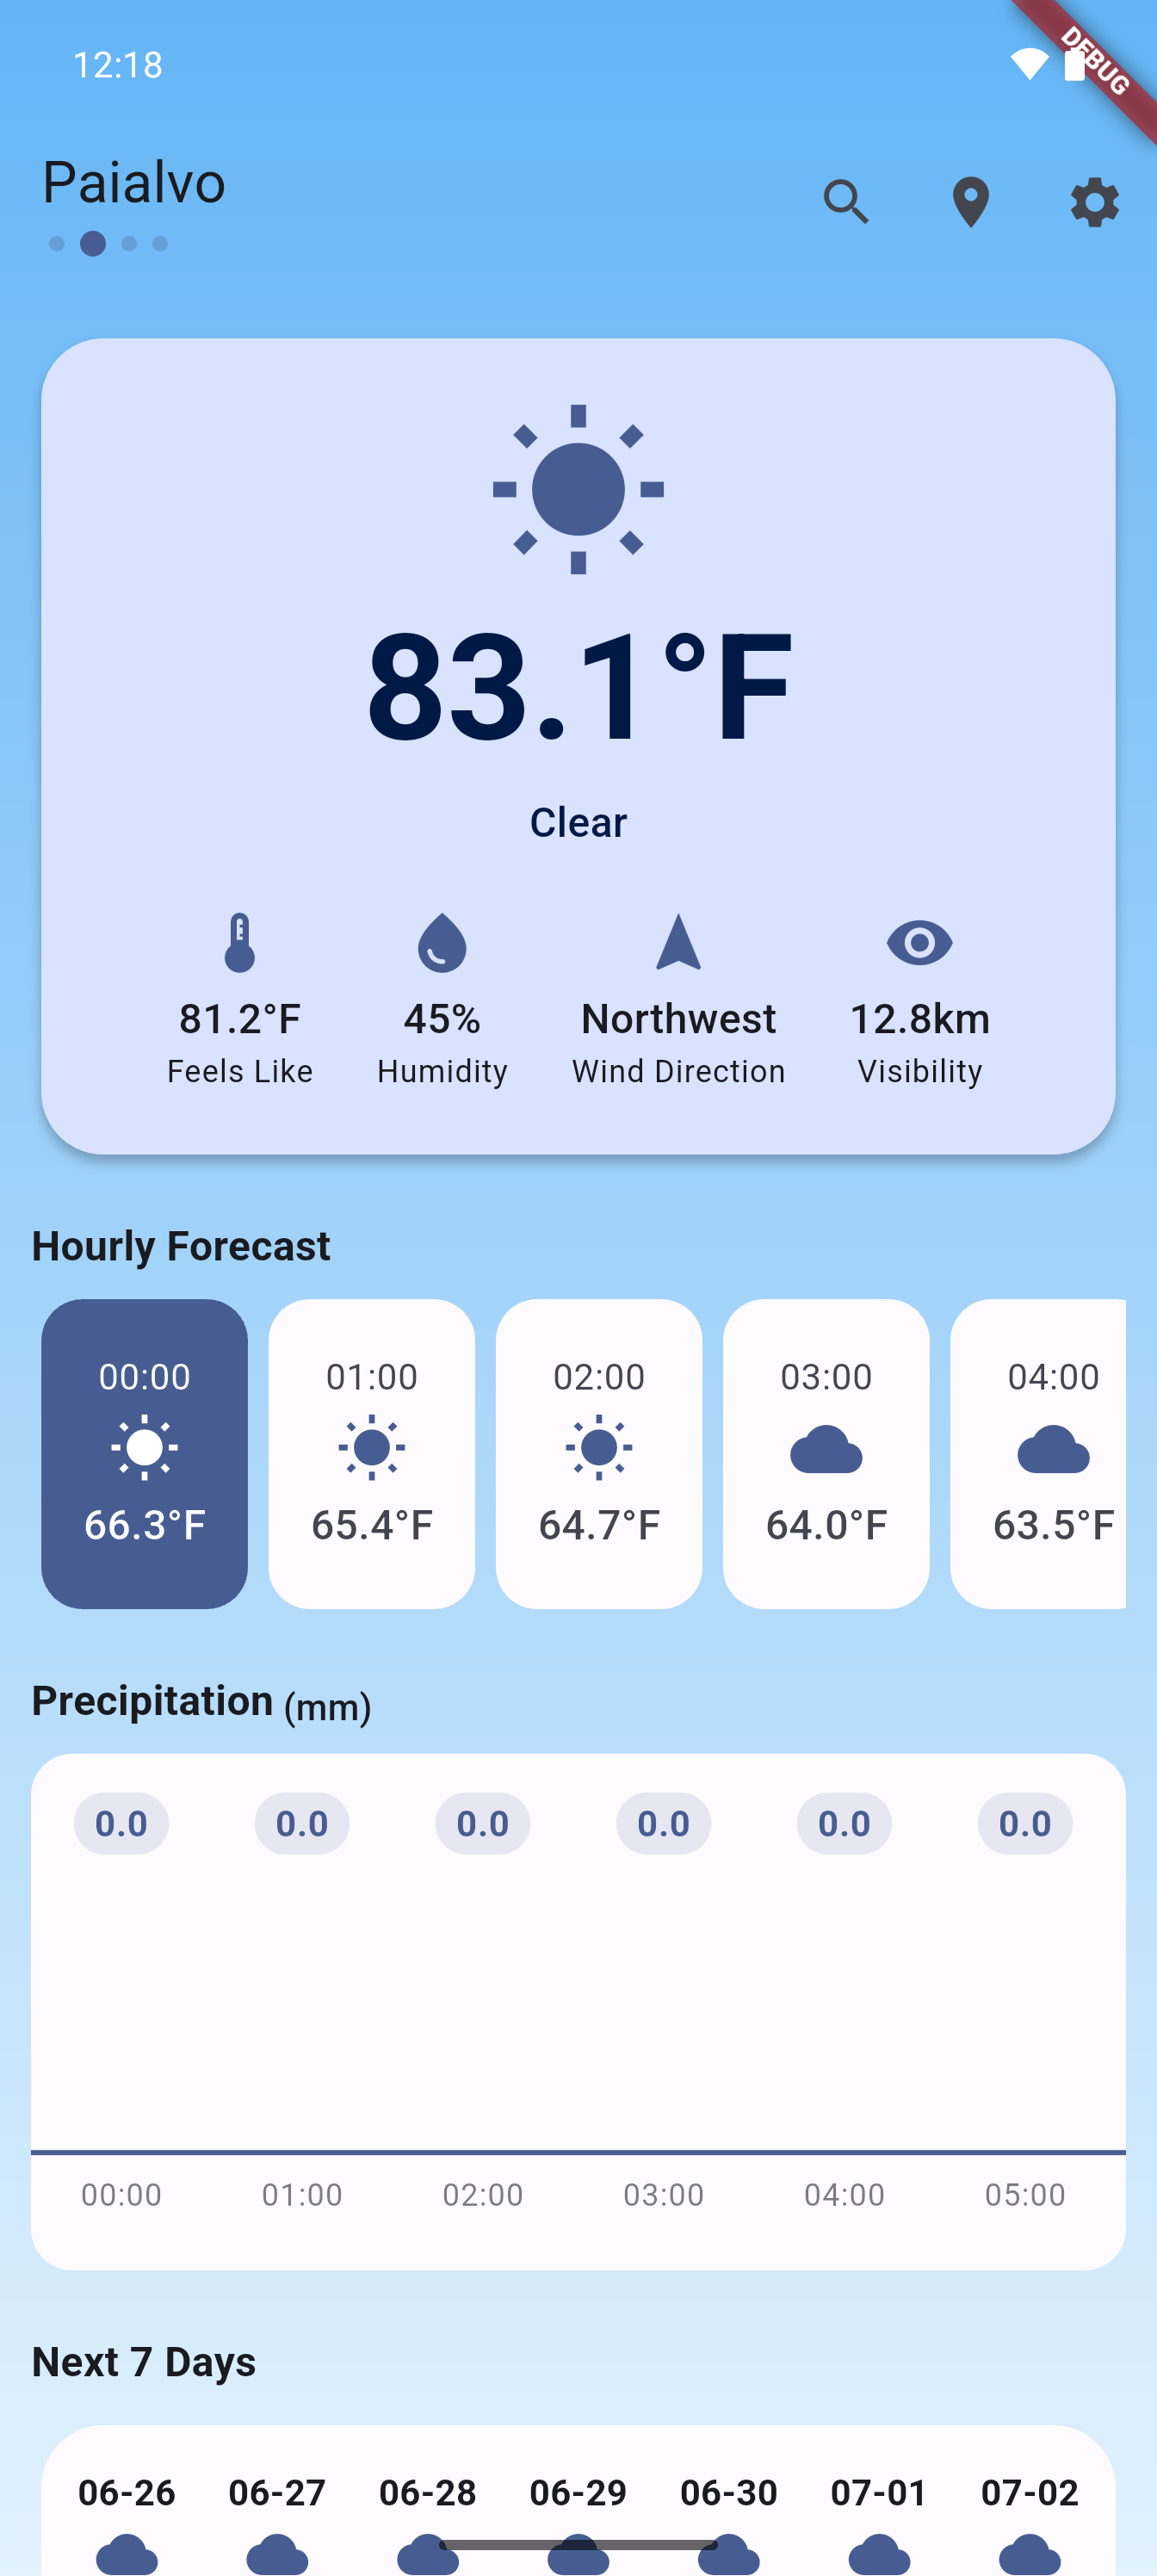 12:18
DEBUG
Paialvo
83.1°F
Clear
81.2°F 45% Northwest 12.8km
Feels Like Humidity Wind Direction Visibility
Hourly Forecast
00:00 01:00 02:00 03:00 04:00
66.3°F 65.4°F 64.7°F 64.0°F 63.5°F
Precipitation (mm)
0.0 0.0 0.0 0.0 0.0 0.0
00:00 01:00 02:00 03:00 04:00 05:00
Next 7 Days
06-26 06-27 06-28 06-29 06-30 07-01 07-02